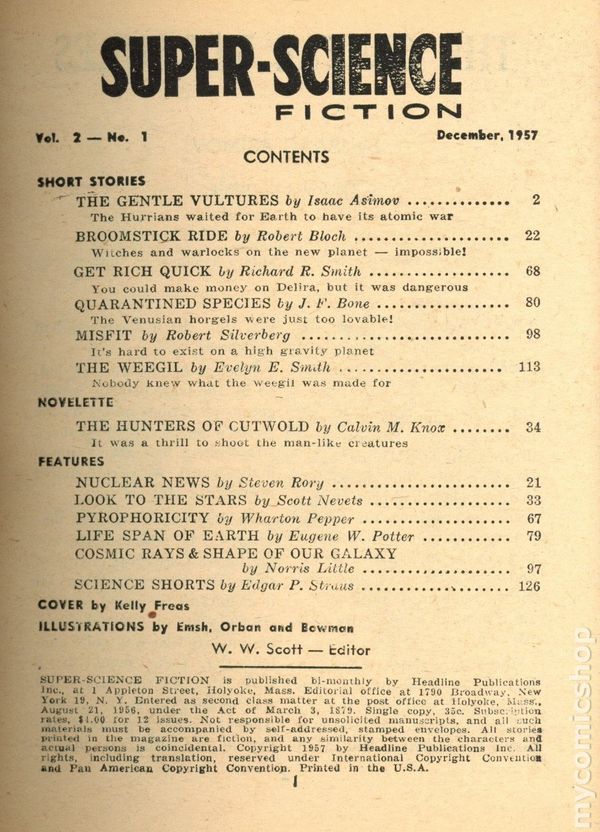 SUPER-SCIENCE
FICTION
Vol. 2 — No. 1 December, 1957
CONTENTS
SHORT STORIES
THE GENTLE VULTURES by Isaac Asimov .............. 2
The Hurrians waited for Earth to have its atomic war
BROOMSTICK RIDE by Robert Bloch ...................... 22
Witches and warlocks on the new planet — impossible!
GET RICH QUICK by Richard R. Smith .................... 68
You could make money on Delira, but it was dangerous
QUARANTINED SPECIES by J. F. Bone .................... 80
The Venusian horgels were just too lovable!
MISFIT by Robert Silverberg ............................. 98
It's hard to exist on a high gravity planet
THE WEEGIL by Evelyn E. Smith ........................ 113
Nobody knew what the weegil was made for
NOVELETTE
THE HUNTERS OF CUTWOLD by Calvin M. Knox ........ 34
It was a thrill to shoot the man-like creatures
FEATURES
NUCLEAR NEWS by Steven Rory ......................... 21
LOOK TO THE STARS by Scott Nevets .................... 33
PYROPHORICITY by Wharton Pepper ..................... 67
LIFE SPAN OF EARTH by Eugene W. Potter ............. 79
COSMIC RAYS & SHAPE OF OUR GALAXY
by Norris Little ..................... 97
SCIENCE SHORTS by Edgar P. Straus ..................... 126
COVER by Kelly Freas
ILLUSTRATIONS by Emsh, Orban and Bowman
W. W. Scott — Editor
SUPER-SCIENCE FICTION is published bi-monthly by Headline Publications
Inc., at 1 Appleton Street, Holyoke, Mass. Editorial office at 1790 Broadway, New
York 19, N. Y. Entered as second class matter at the post office at Holyoke, Mass.,
August 21, 1956, under the Act of March 3, 1879. Single copy, 35c. Subscription
rates, $4.00 for 12 issues. Not responsible for unsolicited manuscripts, and all such
materials must be accompanied by self-addressed, stamped envelopes. All stories
printed in the magazine are fiction, and any similarity between the characters and
actual persons is coincidental. Copyright 1957 by Headline Publications Inc. All
rights, including translation, reserved under International Copyright Convention
and Pan American Copyright Convention. Printed in the U.S.A.
1
mycomicshop